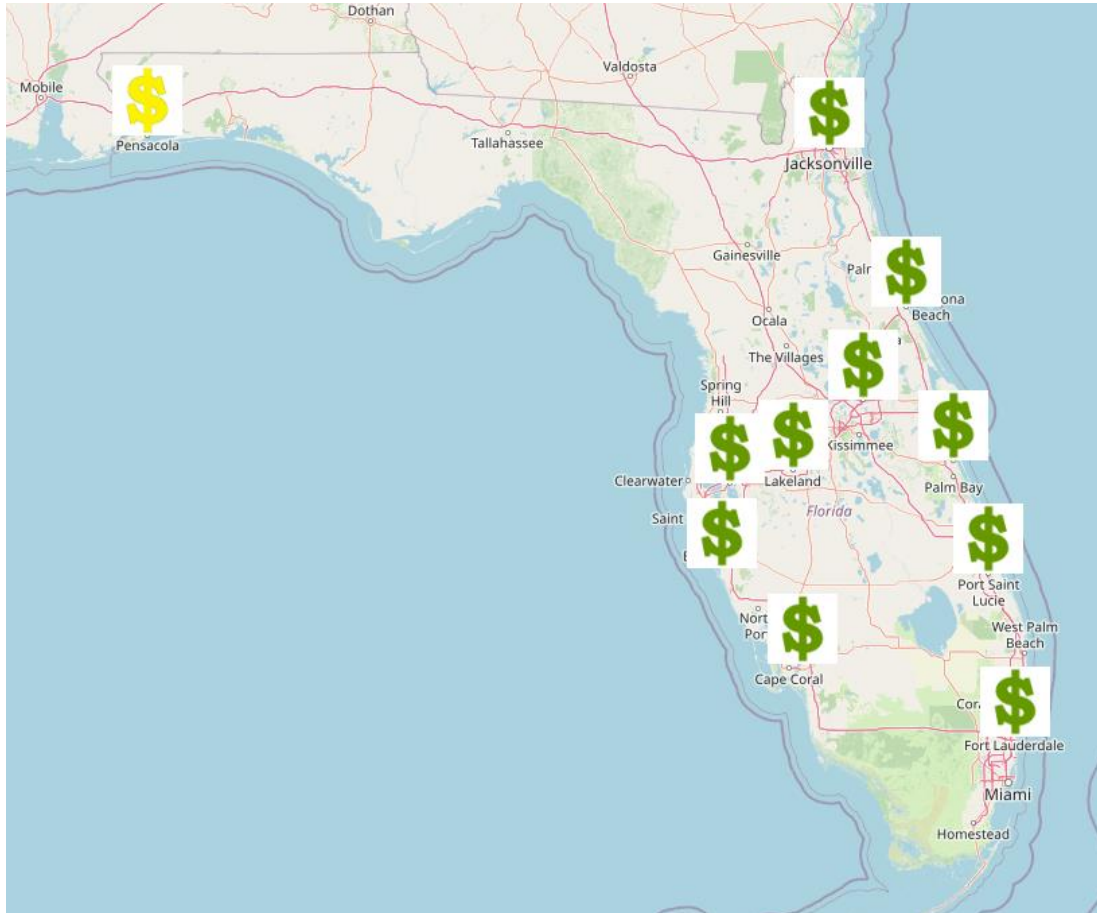 Dothan
Valdosta
Mobile
$
$
Pensacola
Tallahassee
Jacksonville
Gainesville
$
Beach
Ocala
The Villages
$
Spring
Hill
$
$
$
Kissimmee
Clearwater
Lakeland
Palm Bay
Florida
Saint
$
$
Port Saint
Lucie
$
West Palm
Beach
Cape Coral
$
Fort Lauderdale
Miami
Homestead